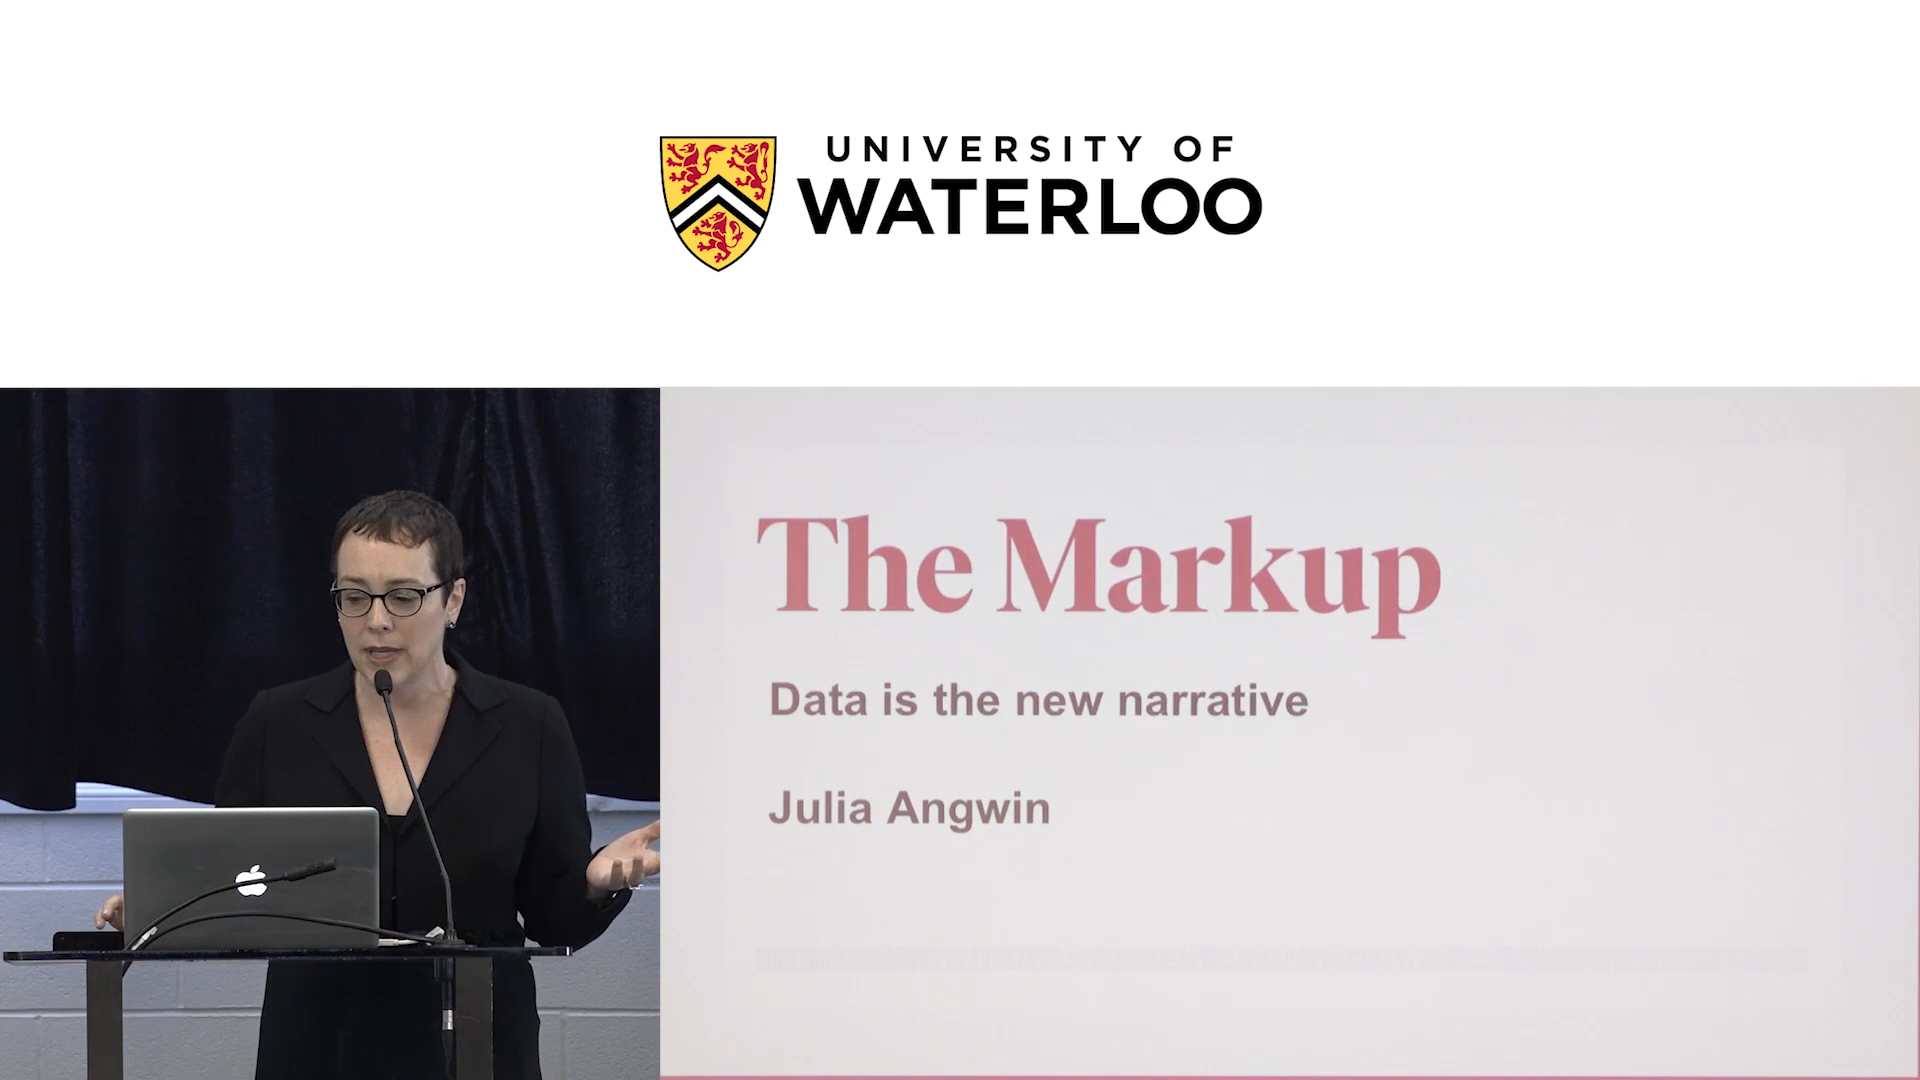 UNIVERSITY OF
WATERLOO
The Markup
Data is the new narrative
Julia Angwin